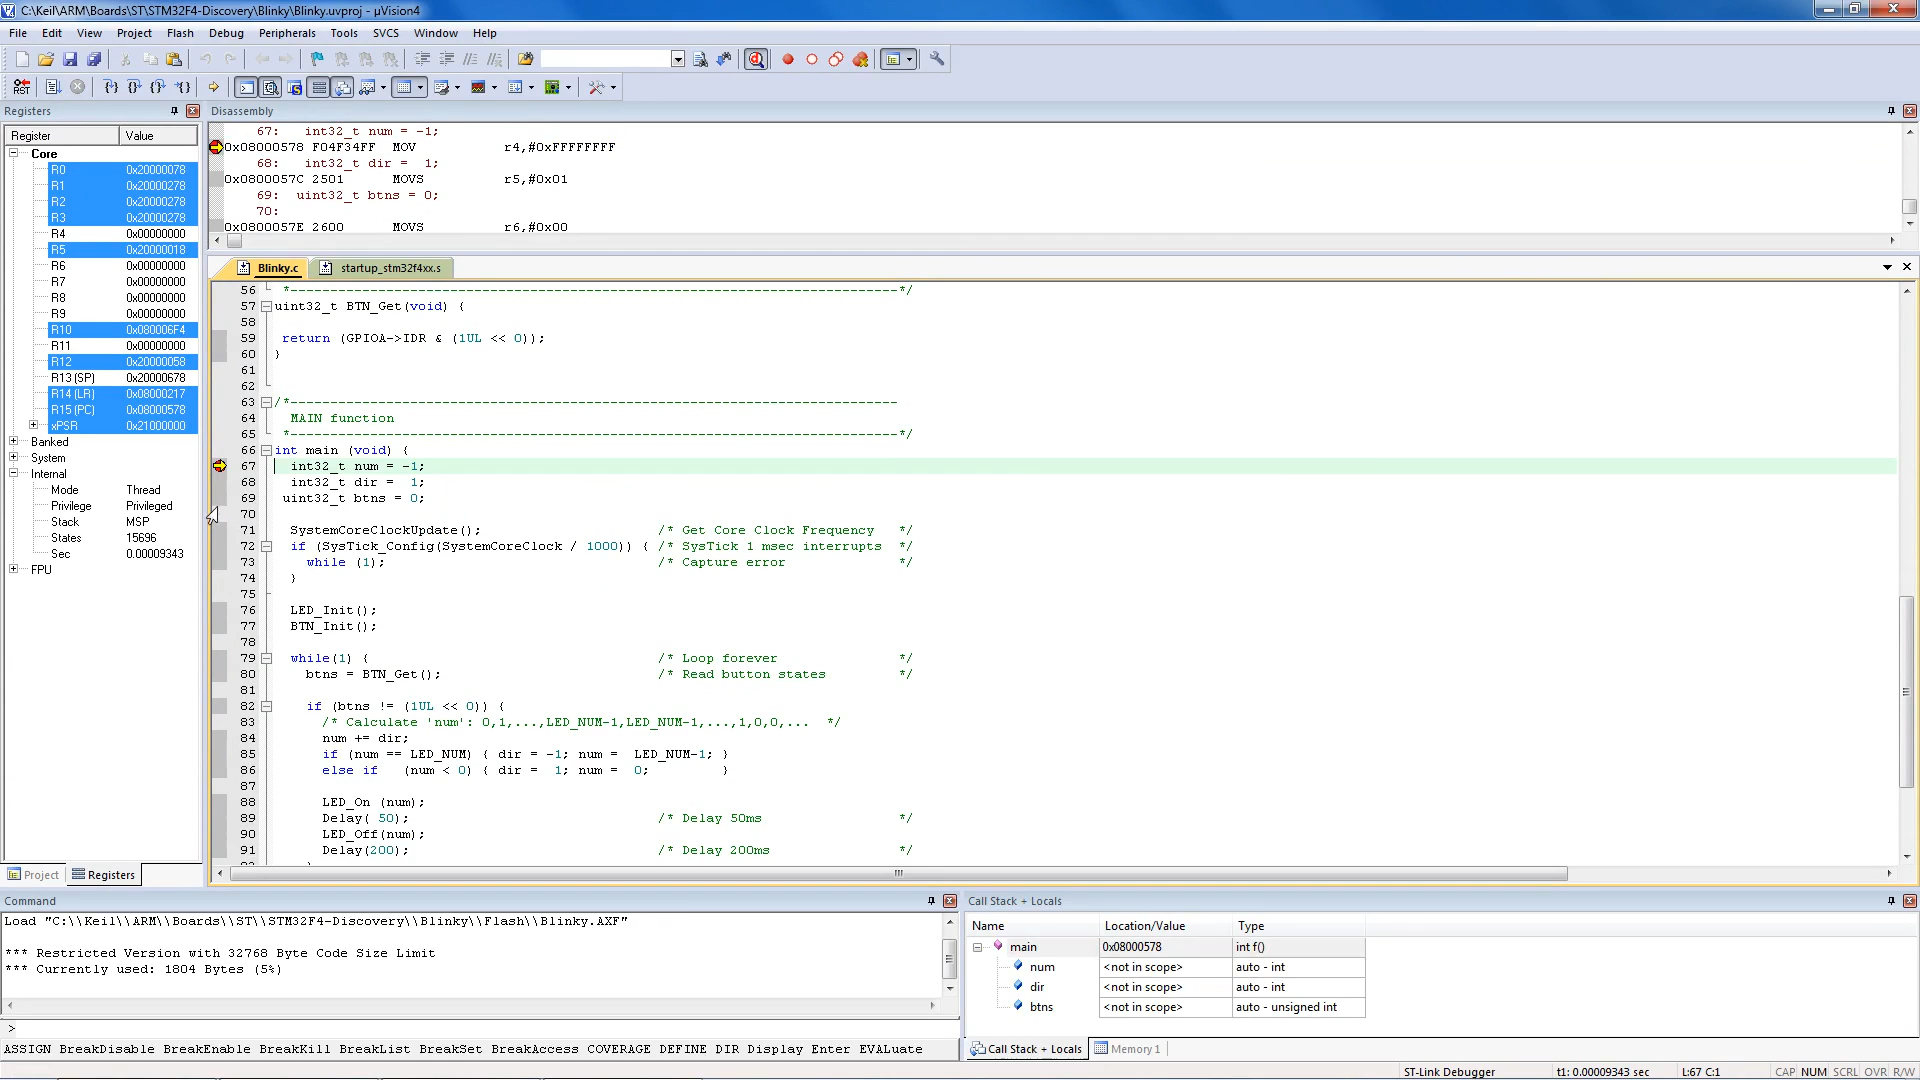 C:\Keil\ARM\Boards\ST\STM32F4-Discovery\Blinky\Blinky.uvproj - µVision4
File Edit View Project Flash Debug Peripherals Tools SVCS Window Help
RST
Registers
Register Value
Core
R0 0x20000078
R1 0x20000278
R2 0x20000278
R3 0x20000278
R4 0x00000000
R5 0x20000018
R6 0x00000000
R7 0x00000000
R8 0x00000000
R9 0x00000000
R10 0x080006F4
R11 0x00000000
R12 0x20000058
R13 (SP) 0x20000678
R14 (LR) 0x08000217
R15 (PC) 0x08000578
xPSR 0x21000000
Banked
System
Internal
Mode Thread
Privilege Privileged
Stack MSP
States 15696
Sec 0.00009343
FPU
Project Registers
Disassembly
67: int32_t num = -1;
0x08000578 F04F34FF MOV r4,#0xFFFFFFFF
68: int32_t dir = 1;
0x0800057C 2501 MOVS r5,#0x01
69: uint32_t btns = 0;
70:
0x0800057E 2600 MOVS r6,#0x00
Blinky.c startup_stm32f4xx.s
56 *----------------------------------------------------------------------------*/
57 uint32_t BTN_Get(void) {
58
59 return (GPIOA->IDR & (1UL << 0));
60 }
61
62
63 /*----------------------------------------------------------------------------
64 MAIN function
65 *----------------------------------------------------------------------------*/
66 int main (void) {
67 int32_t num = -1;
68 int32_t dir = 1;
69 uint32_t btns = 0;
70
71 SystemCoreClockUpdate(); /* Get Core Clock Frequency */
72 if (SysTick_Config(SystemCoreClock / 1000)) { /* SysTick 1 msec interrupts */
73 while (1); /* Capture error */
74 }
75
76 LED_Init();
77 BTN_Init();
78
79 while(1) { /* Loop forever */
80 btns = BTN_Get(); /* Read button states */
81
82 if (btns != (1UL << 0)) {
83 /* Calculate 'num': 0,1,...,LED_NUM-1,LED_NUM-1,...,1,0,0,... */
84 num += dir;
85 if (num == LED_NUM) { dir = -1; num = LED_NUM-1; }
86 else if (num < 0) { dir = 1; num = 0; }
87
88 LED_On (num);
89 Delay( 50); /* Delay 50ms */
90 LED_Off(num);
91 Delay(200); /* Delay 200ms */
Command
Load "C:\\Keil\\ARM\\Boards\\ST\\STM32F4-Discovery\\Blinky\\Flash\\Blinky.AXF"
*** Restricted Version with 32768 Byte Code Size Limit
*** Currently used: 1804 Bytes (5%)
>
ASSIGN BreakDisable BreakEnable BreakKill BreakList BreakSet BreakAccess COVERAGE DEFINE DIR Display Enter EVALuate
Call Stack + Locals
Name Location/Value Type
main 0x08000578 int f()
num <not in scope> auto - int
dir <not in scope> auto - int
btns <not in scope> auto - unsigned int
Call Stack + Locals Memory 1
ST-Link Debugger t1: 0.00009343 sec L:67 C:1 CAP NUM SCRL OVR R/W